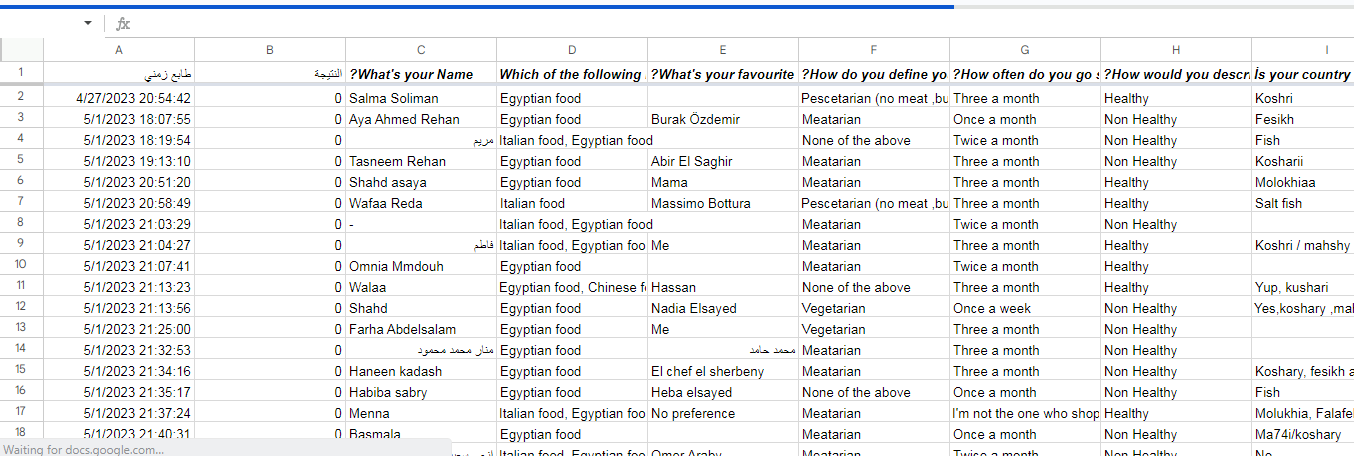 fx
A B C D E F G H I
1 طابع زمني النتيجة ?What's your Name Which of the following ?What's your favourite ?How do you define yo ?How often do you go s ?How would you descri İs your country
2 4/27/2023 20:54:42 0 Salma Soliman Egyptian food Pescetarian (no meat ,bu Three a month Healthy Koshri
3 5/1/2023 18:07:55 0 Aya Ahmed Rehan Egyptian food Burak Özdemir Meatarian Once a month Non Healthy Fesikh
4 5/1/2023 18:19:54 0 مريم Italian food, Egyptian food None of the above Twice a month Non Healthy Fish
5 5/1/2023 19:13:10 0 Tasneem Rehan Egyptian food Abir El Saghir Meatarian Three a month Non Healthy Kosharii
6 5/1/2023 20:51:20 0 Shahd asaya Egyptian food Mama Meatarian Three a month Healthy Molokhiaa
7 5/1/2023 20:58:49 0 Wafaa Reda Italian food Massimo Bottura Pescetarian (no meat ,bu Three a month Healthy Salt fish
8 5/1/2023 21:03:29 0 - Italian food, Egyptian food Meatarian Twice a month Non Healthy
9 5/1/2023 21:04:27 0 فاطم Italian food, Egyptian foo Me Meatarian Three a month Healthy Koshri / mahshy
10 5/1/2023 21:07:41 0 Omnia Mmdouh Egyptian food Meatarian Twice a month Healthy
11 5/1/2023 21:13:23 0 Walaa Egyptian food, Chinese f Hassan None of the above Three a month Healthy Yup, kushari
12 5/1/2023 21:13:56 0 Shahd Egyptian food Nadia Elsayed Vegetarian Once a week Non Healthy Yes,koshary ,mal
13 5/1/2023 21:25:00 0 Farha Abdelsalam Egyptian food Me Vegetarian Three a month Non Healthy
14 5/1/2023 21:32:53 0 منار محمد محمود Egyptian food محمد حامد Meatarian Three a month Non Healthy
15 5/1/2023 21:34:16 0 Haneen kadash Egyptian food El chef el sherbeny Meatarian Three a month Non Healthy Koshary, fesikh a
16 5/1/2023 21:35:17 0 Habiba sabry Egyptian food Heba elsayed None of the above Once a month Non Healthy Fish
17 5/1/2023 21:37:24 0 Menna Italian food, Egyptian foo No preference Meatarian I'm not the one who shop Healthy Molukhia, Falafel
18 5/1/2023 21:40:31 0 Basmala Egyptian food Meatarian Once a month Non Healthy Ma74i/koshary
Waiting for docs.google.com... Italian food, Egyptian foo Omer Araby Meatarian Twice a month Non Healthy No